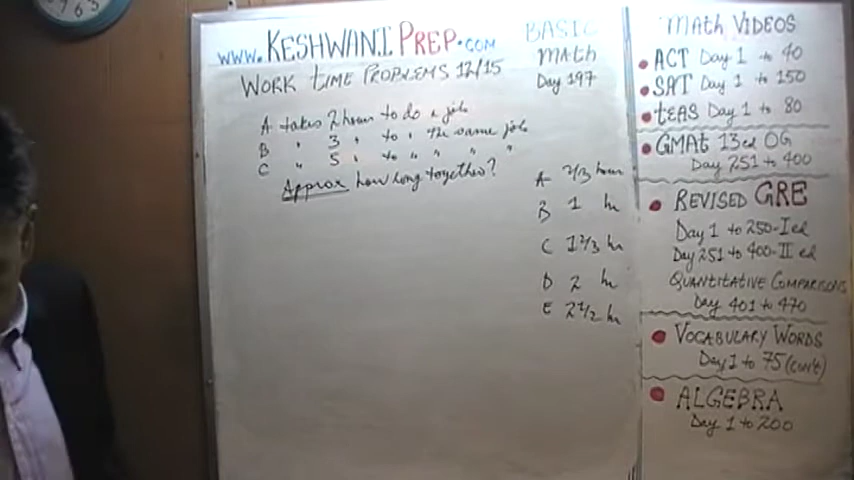 www.KESHWANIPREP.COM
WORK TIME PROBLEMS 12/15
BASIC
MATH
Day 197
A takes 2 hours to do a job
B " 3 " to " the same job
C " 5 " to " " " "
Approx how long together?
A 2/3 hour
B 1 hr
C 1 2/3 hr
D 2 hr
E 2 1/2 hr
MATH VIDEOS
ACT Day 1 to 40
SAT Day 1 to 150
TEAS Day 1 to 80
GMAT 13ed OG
Day 251 to 400
REVISED GRE
Day 1 to 250-I ed
Day 251 to 400-II ed
QUANTITATIVE COMPARISONS
Day 401 to 470
VOCABULARY WORDS
Day 1 to 75 (con't)
ALGEBRA
Day 1 to 200